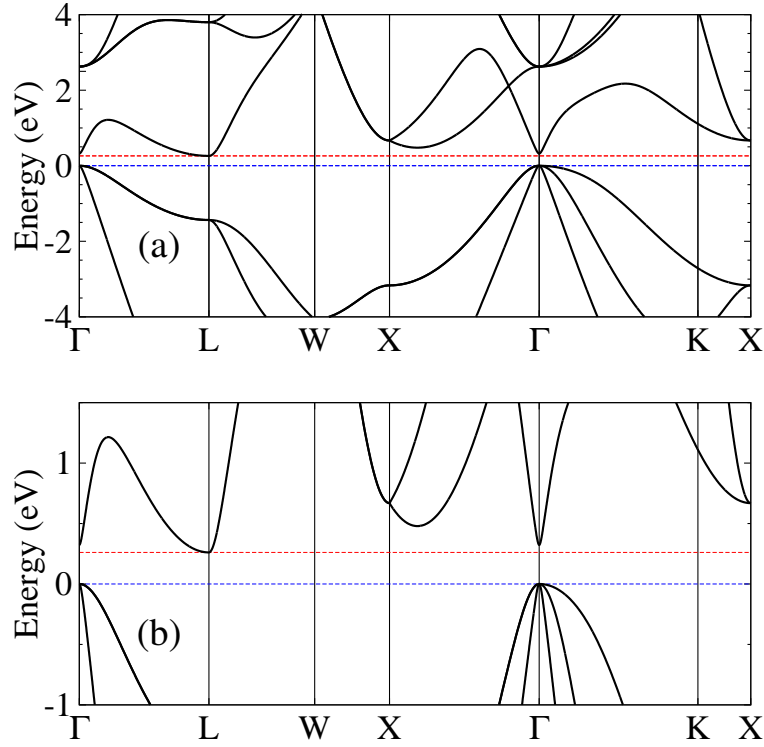 4
2
0
-2
-4
Energy (eV)
(a)
Γ L W X Γ K X
1
0
-1
Energy (eV)
(b)
Γ L W X Γ K X